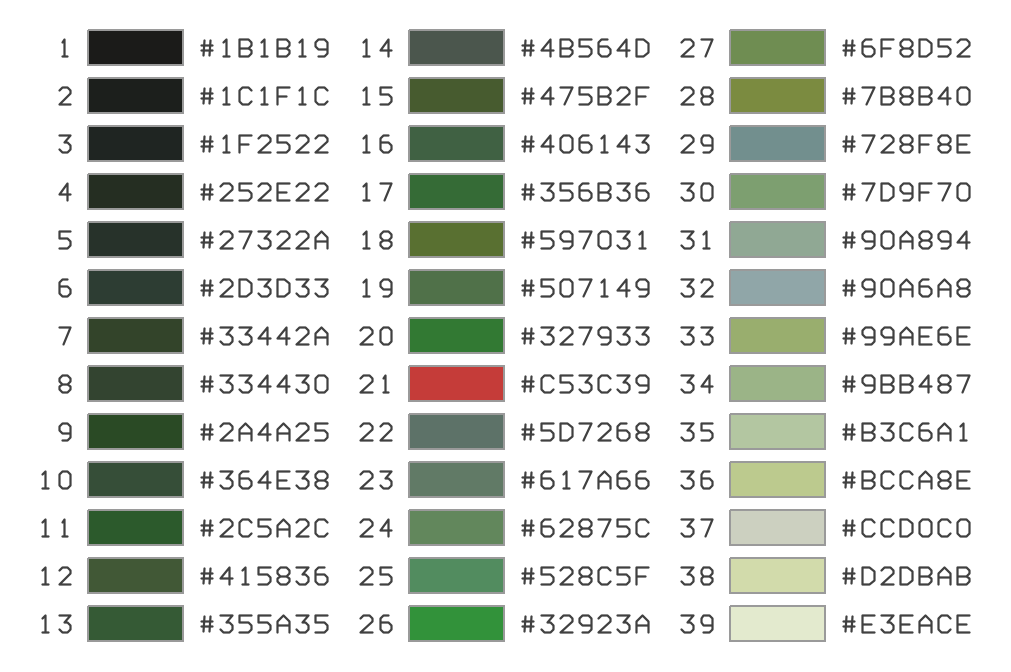 1 #1B1B19 14 #4B564D 27 #6F8D52
2 #1C1F1C 15 #475B2F 28 #7B8B40
3 #1F2522 16 #406143 29 #728F8E
4 #252E22 17 #356B36 30 #7D9F70
5 #27322A 18 #597031 31 #90A894
6 #2D3D33 19 #507149 32 #90A6A8
7 #33442A 20 #327933 33 #99AE6E
8 #334430 21 #C53C39 34 #9BB487
9 #2A4A25 22 #5D7268 35 #B3C6A1
10 #364E38 23 #617A66 36 #BCCA8E
11 #2C5A2C 24 #62875C 37 #CCD0C0
12 #415836 25 #528C5F 38 #D2DBAB
13 #355A35 26 #32923A 39 #E3EACE